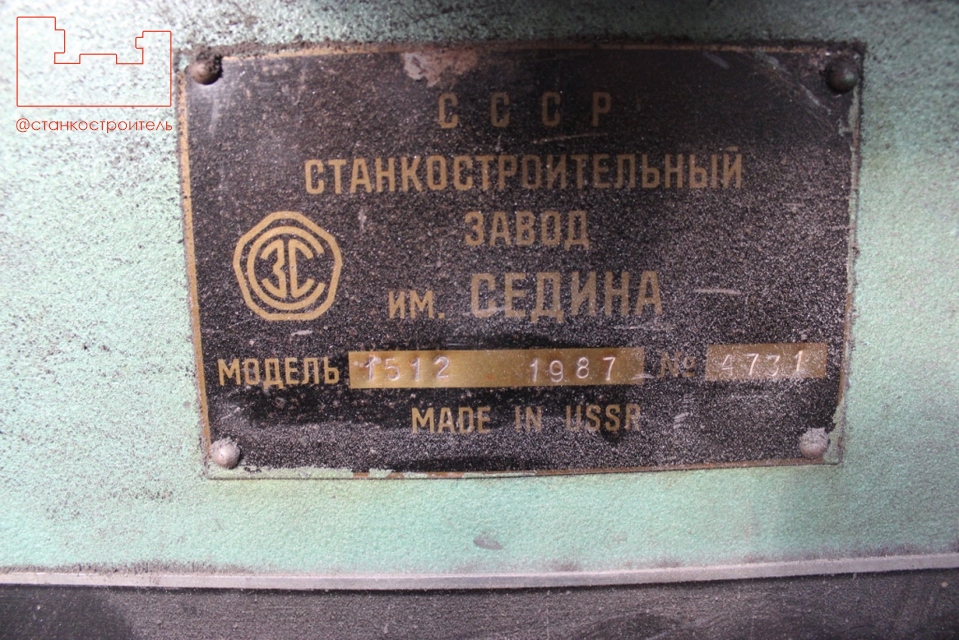 @станкостроитель
СССР
СТАНКОСТРОИТЕЛЬНЫЙ
ЗАВОД
ЗС
им. СЕДИНА
МОДЕЛЬ 1512 1987 № 4731
MADE IN USSR